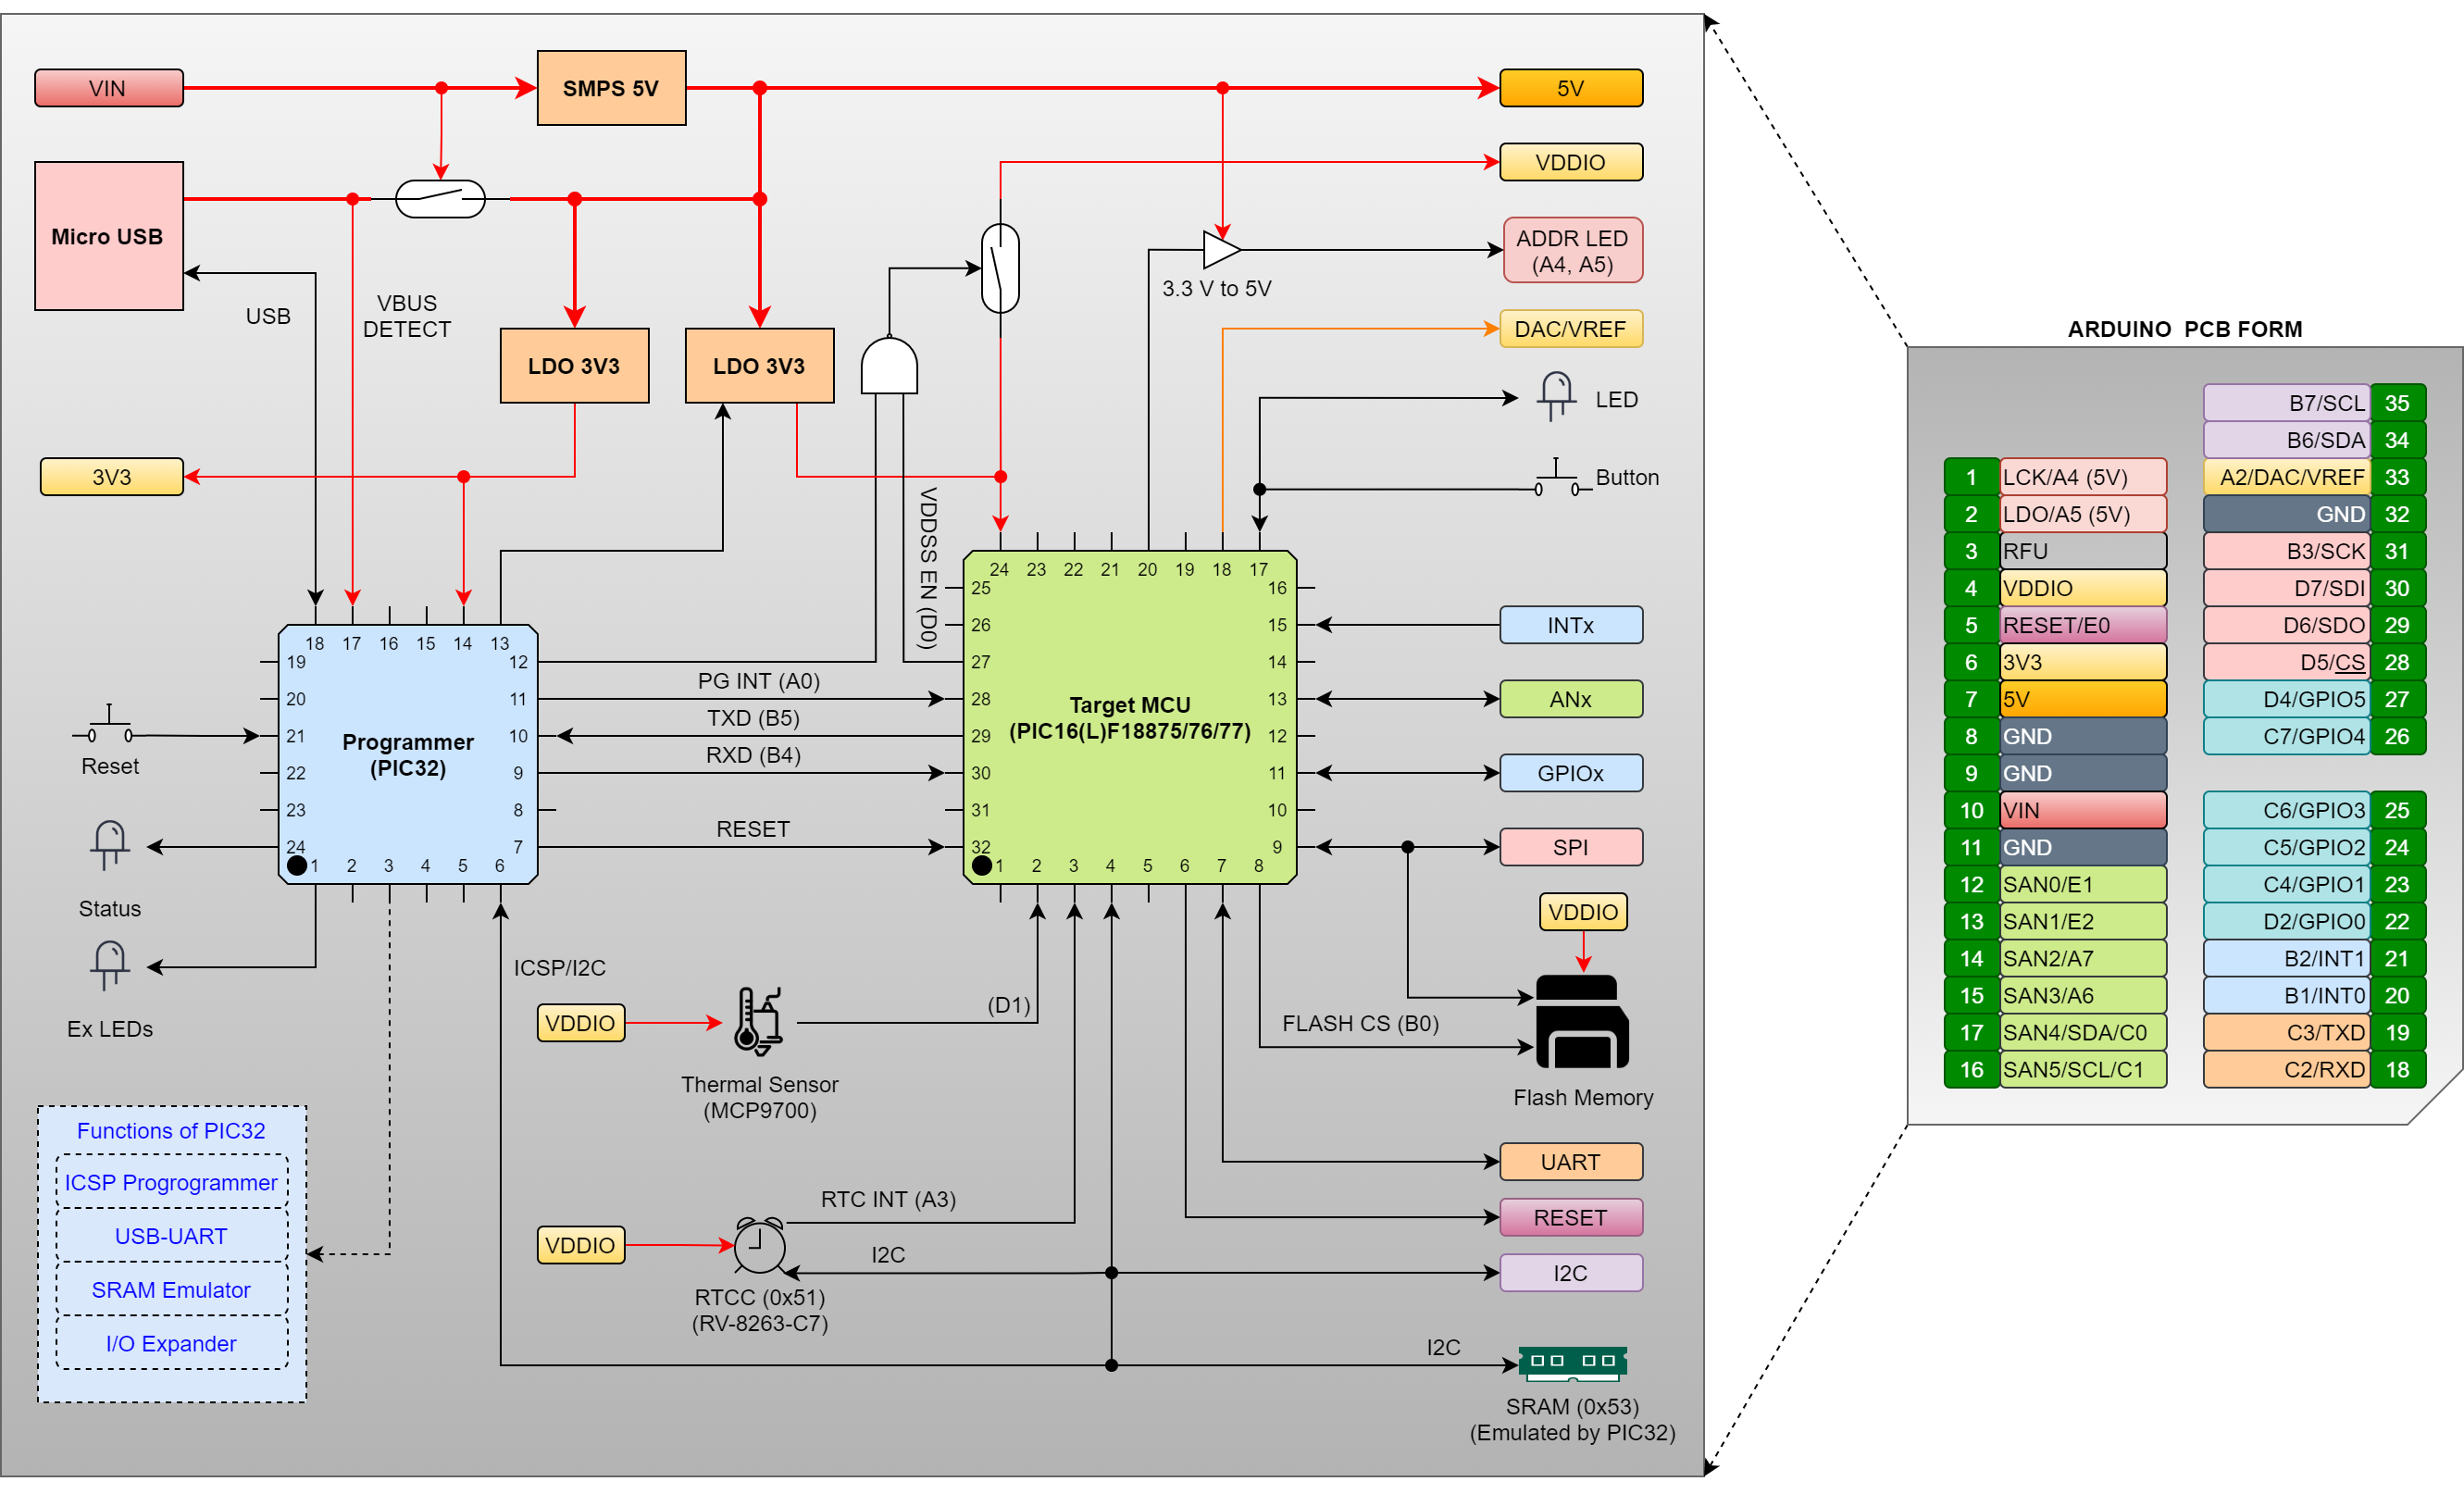 VIN
SMPS 5V
5V
VDDIO
Micro USB
ADDR LED
(A4, A5)
3.3 V to 5V
USB
VBUS
DETECT
DAC/VREF
LDO 3V3
LDO 3V3
LED
3V3
Button
VDDSS EN (D0)
18 17 16 15 14 13
19 20 21 22 23 24
12 11 10 9 8 7
1 2 3 4 5 6
Programmer
(PIC32)
Reset
Status
Ex LEDs
PG INT (A0)
TXD (B5)
RXD (B4)
RESET
24 23 22 21 20 19 18 17
25 26 27 28 29 30 31 32
16 15 14 13 12 11 10 9
1 2 3 4 5 6 7 8
Target MCU
(PIC16(L)F18875/76/77)
INTx
ANx
GPIOx
SPI
VDDIO
ICSP/I2C
VDDIO
(D1)
Thermal Sensor
(MCP9700)
FLASH CS (B0)
Flash Memory
Functions of PIC32
ICSP Progrogrammer
USB-UART
SRAM Emulator
I/O Expander
UART
RTC INT (A3)
RESET
VDDIO
I2C
I2C
RTCC (0x51)
(RV-8263-C7)
I2C
SRAM (0x53)
(Emulated by PIC32)
ARDUINO PCB FORM
1 LCK/A4 (5V)
2 LDO/A5 (5V)
3 RFU
4 VDDIO
5 RESET/E0
6 3V3
7 5V
8 GND
9 GND
10 VIN
11 GND
12 SAN0/E1
13 SAN1/E2
14 SAN2/A7
15 SAN3/A6
17 SAN4/SDA/C0
16 SAN5/SCL/C1
B7/SCL 35
B6/SDA 34
A2/DAC/VREF 33
GND 32
B3/SCK 31
D7/SDI 30
D6/SDO 29
D5/CS 28
D4/GPIO5 27
C7/GPIO4 26
C6/GPIO3 25
C5/GPIO2 24
C4/GPIO1 23
D2/GPIO0 22
B2/INT1 21
B1/INT0 20
C3/TXD 19
C2/RXD 18